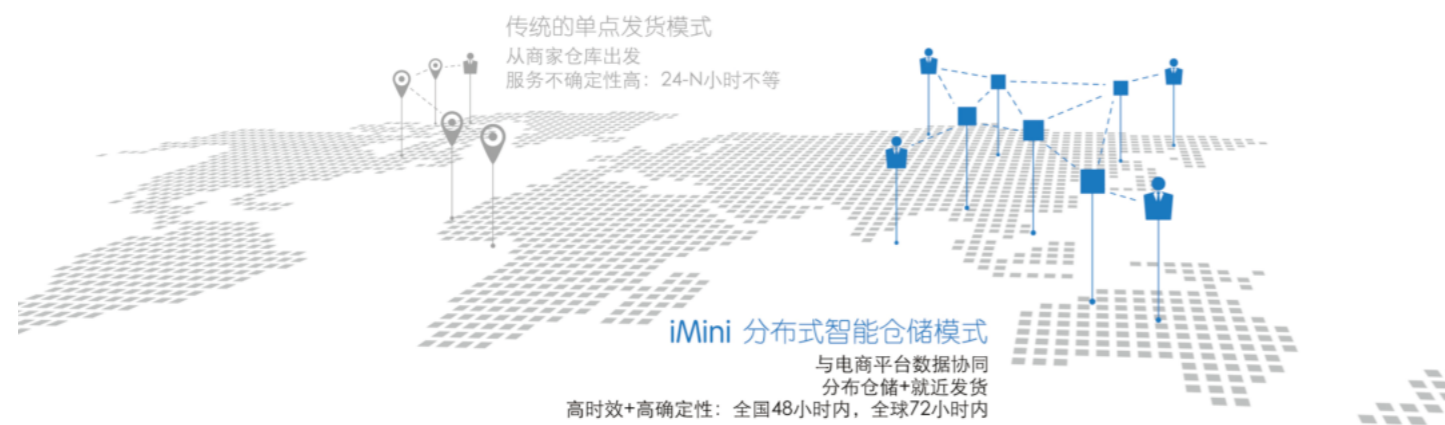 传统的单点发货模式
从商家仓库出发
服务不确定性高：24-N小时不等
iMini 分布式智能仓储模式
与电商平台数据协同
分布仓储+就近发货
高时效+高确定性：全国48小时内，全球72小时内